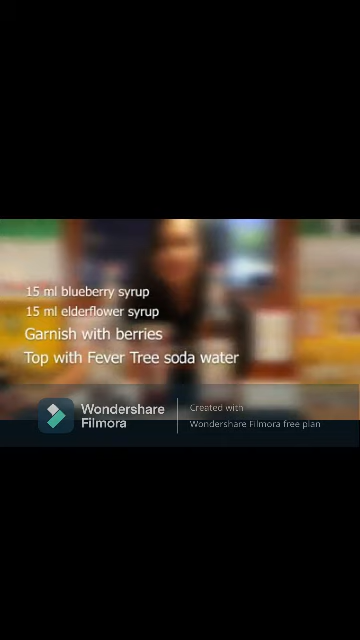 15 ml blueberry syrup
15 ml elderflower syrup
Garnish with berries
Top with Fever Tree soda water
Wondershare
Filmora
Created with
Wondershare Filmora free plan